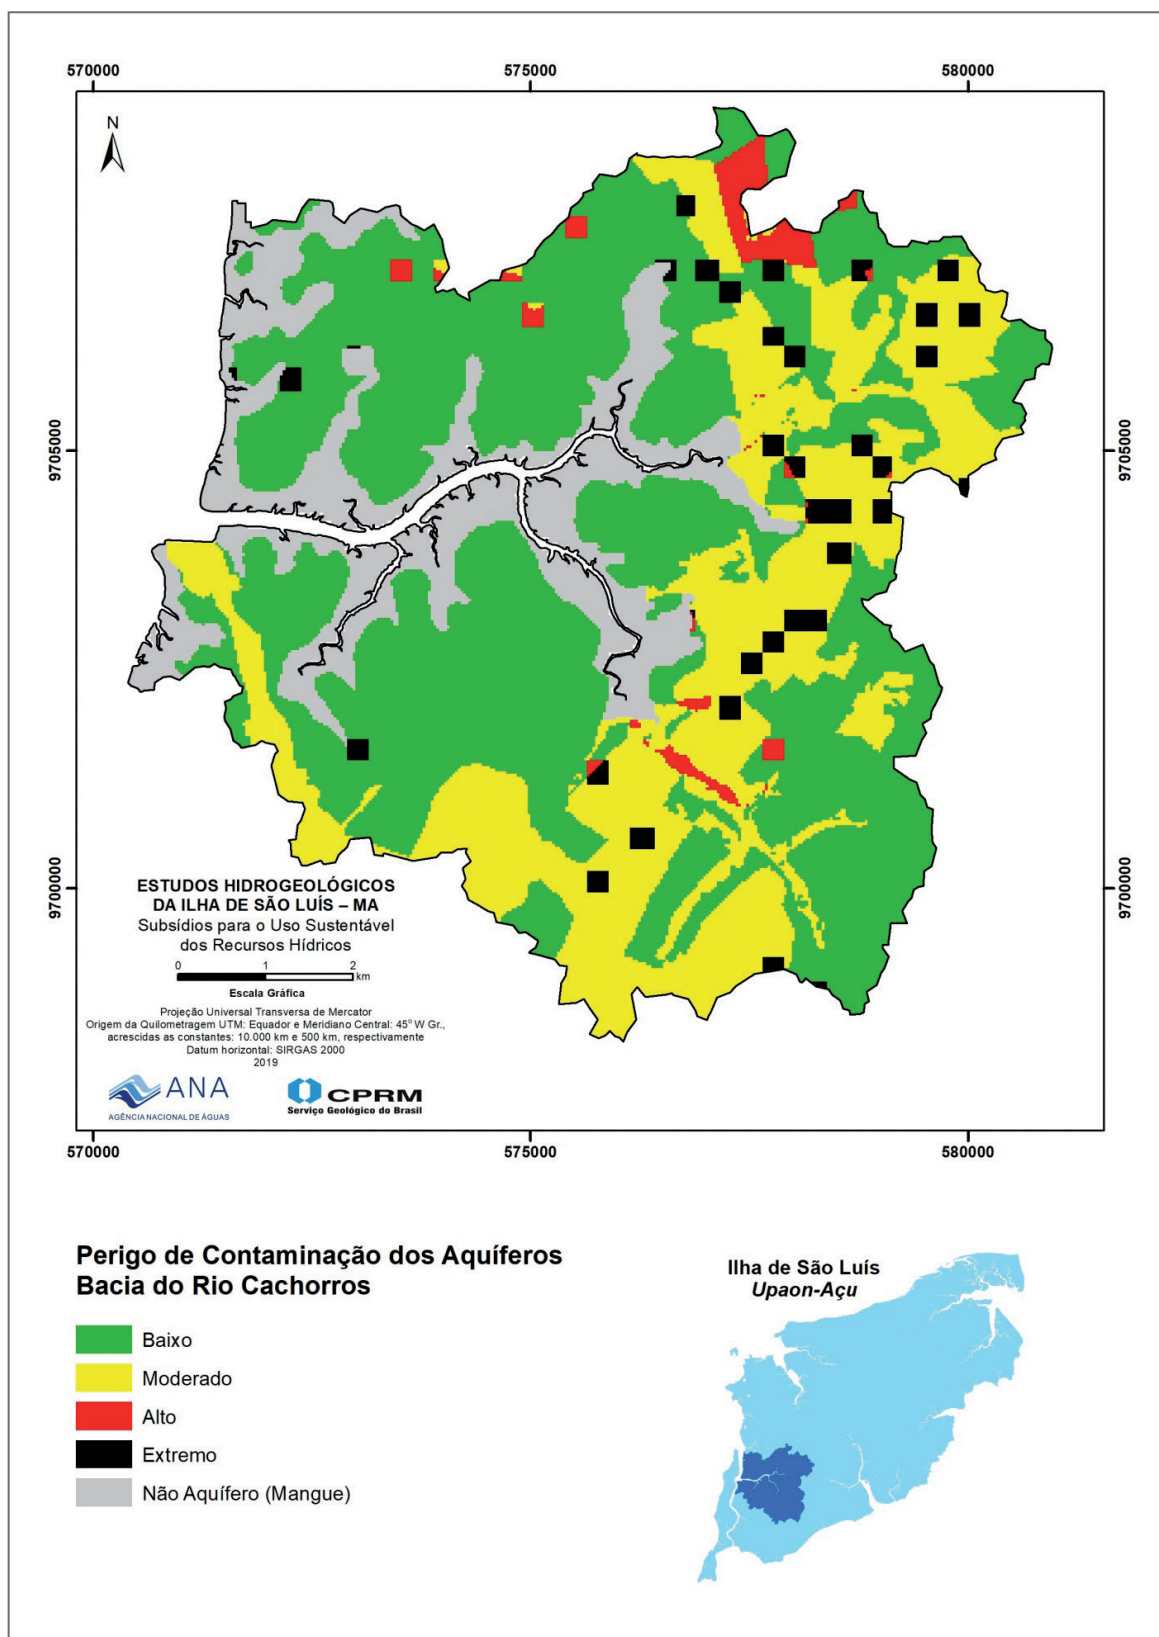 570000
575000
580000
N
9705000
9705000
9700000
9700000
ESTUDOS HIDROGEOLÓGICOS
DA ILHA DE SÃO LUÍS – MA
Subsídios para o Uso Sustentável
dos Recursos Hídricos
0 1 2
km
Escala Gráfica
Projeção Universal Transversa de Mercator
Origem da Quilometragem UTM: Equador e Meridiano Central: 45° W Gr.,
acrescidas as constantes: 10.000 km e 500 km, respectivamente
Datum horizontal: SIRGAS 2000
2019
ANA
AGÊNCIA NACIONAL DE ÁGUAS
CPRM
Serviço Geológico do Brasil
570000
575000
580000
Perigo de Contaminação dos Aquíferos
Bacia do Rio Cachorros
Baixo
Moderado
Alto
Extremo
Não Aquífero (Mangue)
Ilha de São Luís
Upaon-Açu